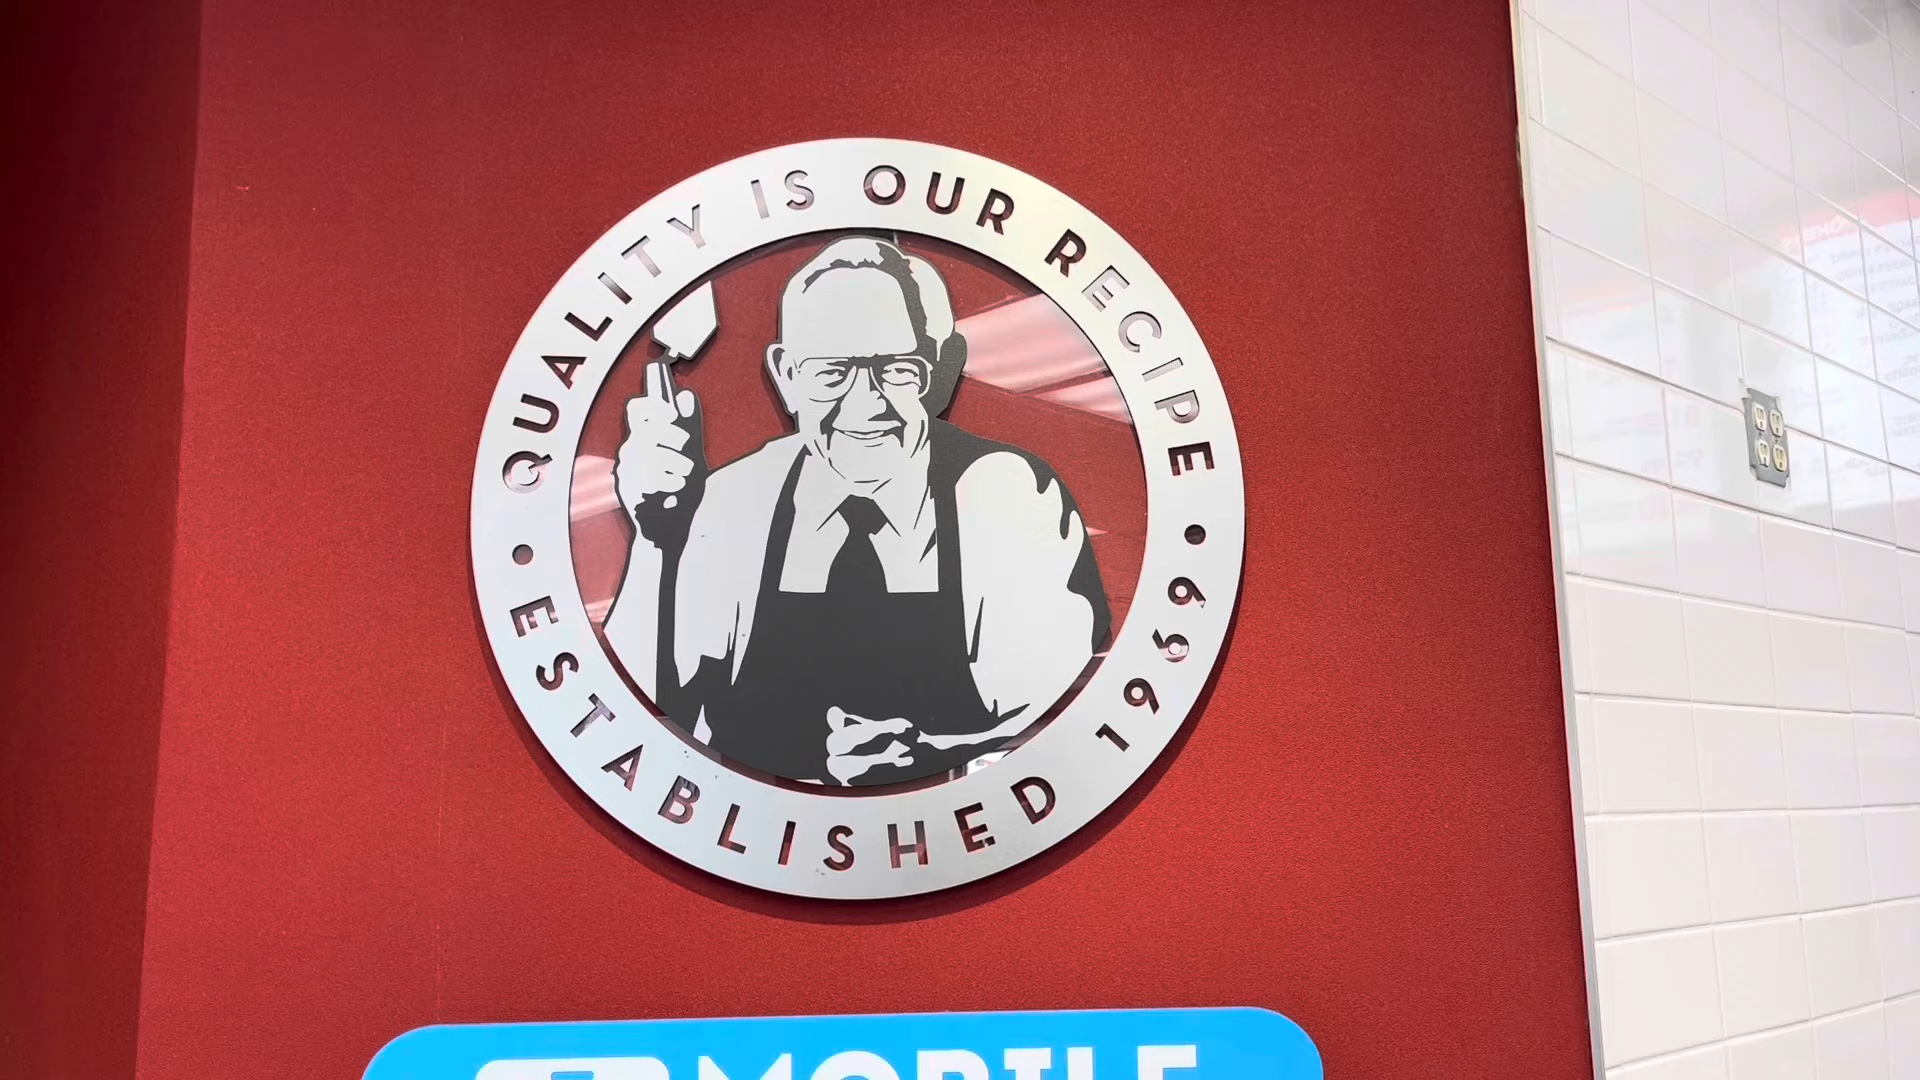 QUALITY IS OUR RECIPE
• ESTABLISHED 1969 •
MOBILE